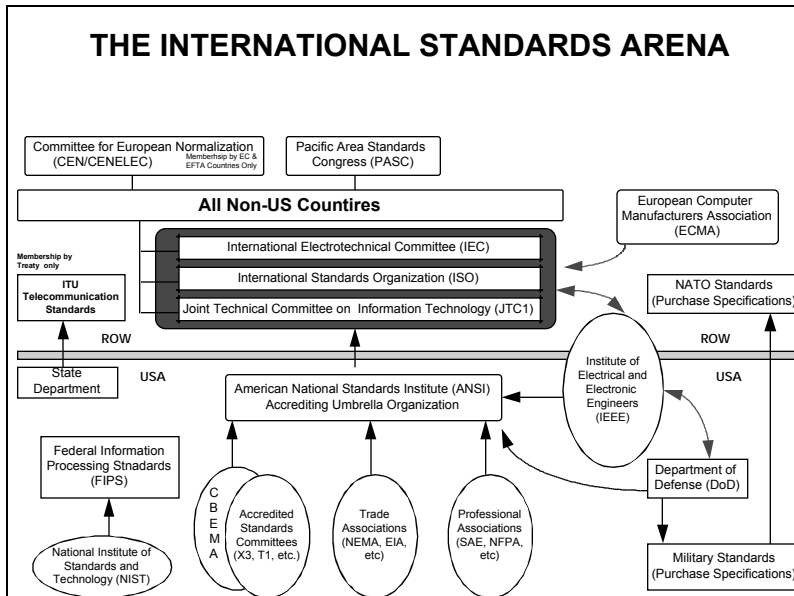 THE INTERNATIONAL STANDARDS ARENA
Committee for European Normalization
(CEN/CENELEC)
Memberhsip by EC &
EFTA Countries Only
Pacific Area Standards
Congress (PASC)
All Non-US Countires
European Computer
Manufacturers Association
(ECMA)
International Electrotechnical Committee (IEC)
International Standards Organization (ISO)
Joint Technical Committee on Information Technology (JTC1)
Membership by
Treaty only
ITU
Telecommunication
Standards
NATO Standards
(Purchase Specifications)
ROW
ROW
State
Department
USA
USA
American National Standards Institute (ANSI)
Accrediting Umbrella Organization
Institute of
Electrical and
Electronic
Engineers
(IEEE)
Federal Information
Processing Stnadards
(FIPS)
CBEMA
Accredited
Standards
Committees
(X3, T1, etc.)
Trade
Associations
(NEMA, EIA,
etc)
Professional
Associations
(SAE, NFPA,
etc)
Department of
Defense (DoD)
National Institute of
Standards and
Technology (NIST)
Military Standards
(Purchase Specifications)